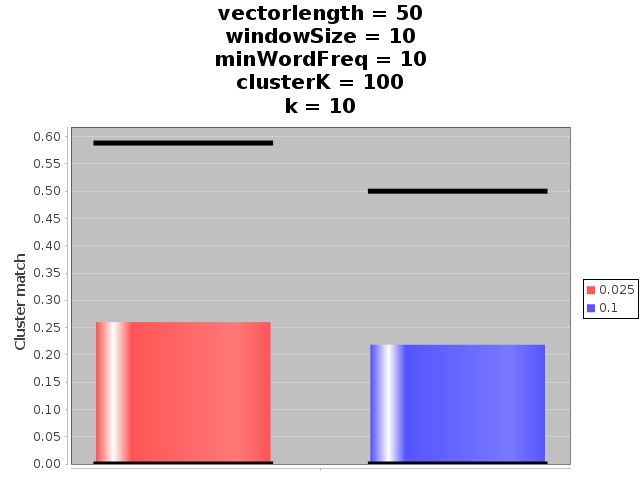 vectorlength = 50
windowSize = 10
minWordFreq = 10
clusterK = 100
k = 10
Cluster match
0.60
0.55
0.50
0.45
0.40
0.35
0.30
0.25
0.20
0.15
0.10
0.05
0.00
0.025
0.1